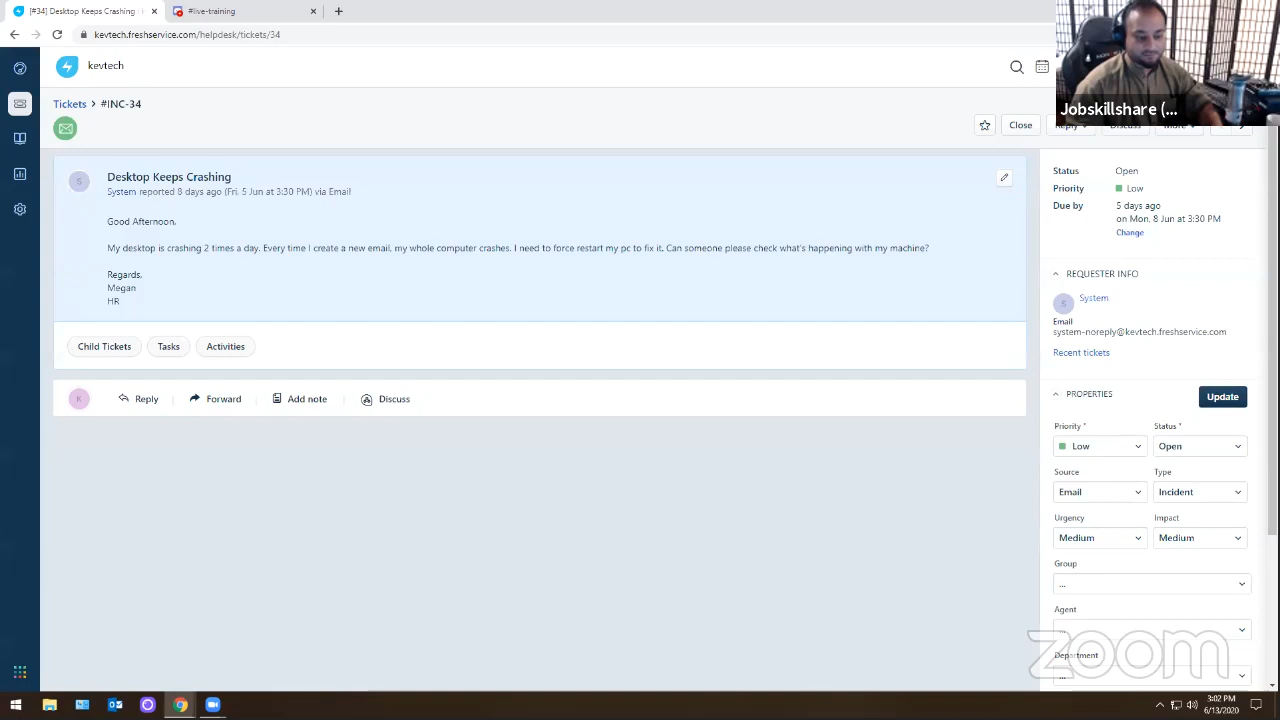 [#34] Desktop Keeps Crashing
#live-training
kevtech.freshservice.com/helpdesk/tickets/34
kevtech
Jobskillshare (...
Tickets > #INC-34
Close
Reply
Discuss
More
Desktop Keeps Crashing
System reported 8 days ago (Fri, 5 Jun at 3:30 PM) via Email
Good Afternoon,
My desktop is crashing 2 times a day. Every time I create a new email, my whole computer crashes. I need to force restart my pc to fix it. Can someone please check what's happening with my machine?
Regards,
Megan
HR
Child Tickets
Tasks
Activities
K
Reply
Forward
Add note
Discuss
Status Open
Priority Low
Due by 5 days ago
on Mon, 8 Jun at 3:30 PM
Change
REQUESTER INFO
S
System
Email
system-noreply@kevtech.freshservice.com
Recent tickets
PROPERTIES
Update
Priority * Status *
Low Open
Source Type
Email Incident
Urgency Impact
Medium Medium
Group
...
Agent
...
Department
...
zoom
3:02 PM
6/13/2020